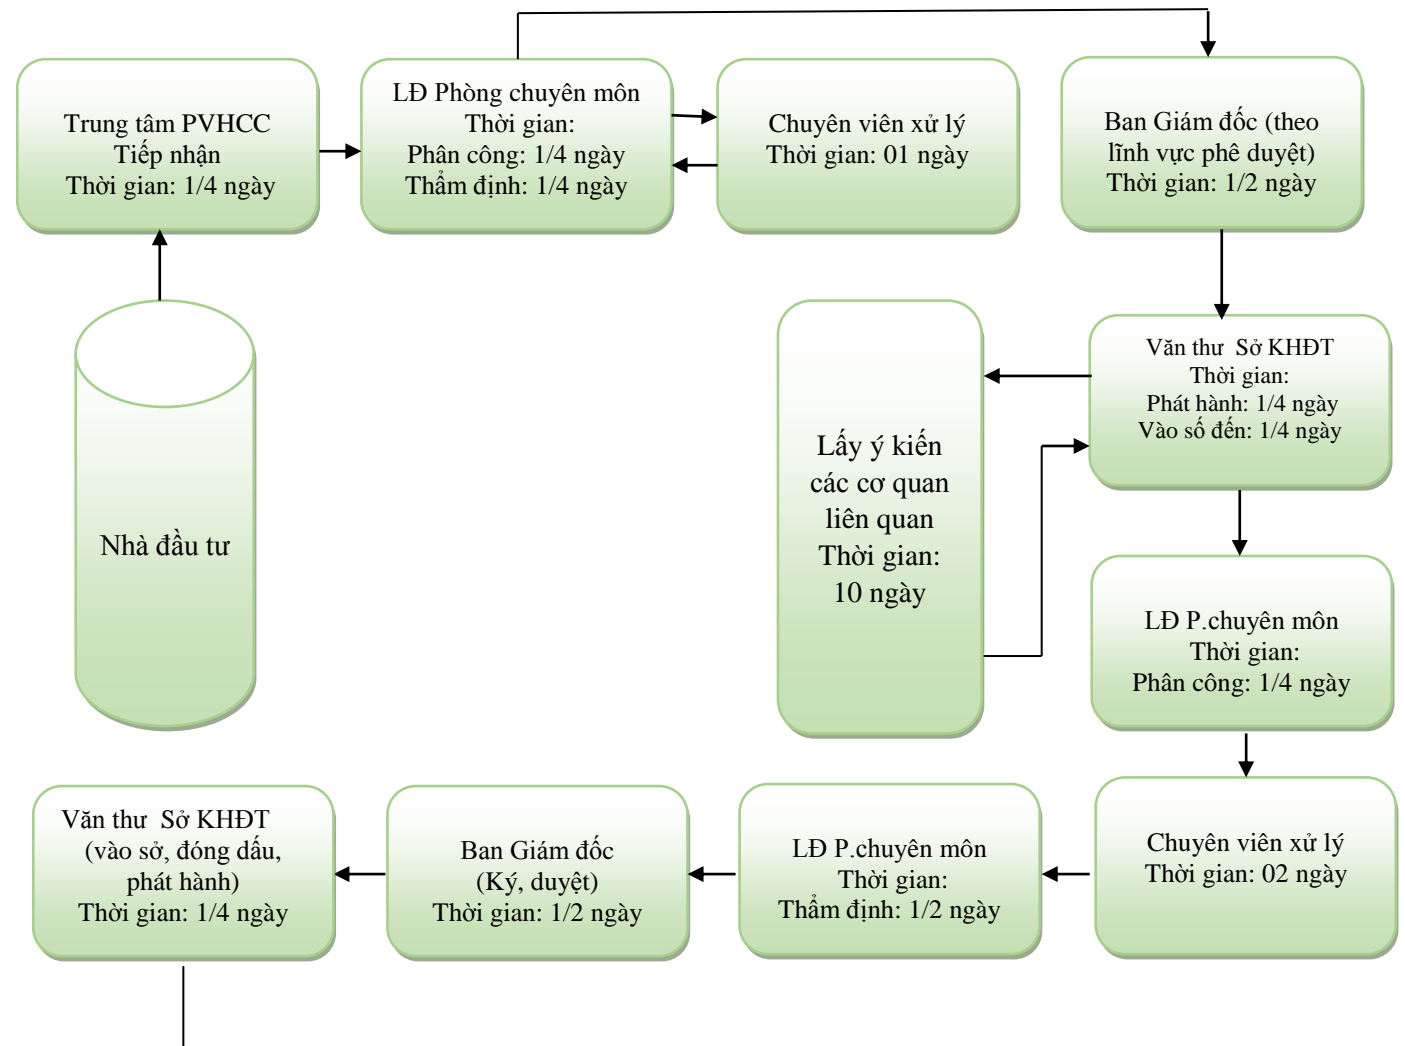 Trung tâm PVHCC
Tiếp nhận
Thời gian: 1/4 ngày
LĐ Phòng chuyên môn
Thời gian:
Phân công: 1/4 ngày
Thẩm định: 1/4 ngày
Chuyên viên xử lý
Thời gian: 01 ngày
Ban Giám đốc (theo
lĩnh vực phê duyệt)
Thời gian: 1/2 ngày
Nhà đầu tư
Lấy ý kiến
các cơ quan
liên quan
Thời gian:
10 ngày
Văn thư Sở KHĐT
Thời gian:
Phát hành: 1/4 ngày
Vào số đến: 1/4 ngày
LĐ P.chuyên môn
Thời gian:
Phân công: 1/4 ngày
Văn thư Sở KHĐT
(vào sở, đóng dấu,
phát hành)
Thời gian: 1/4 ngày
Ban Giám đốc
(Ký, duyệt)
Thời gian: 1/2 ngày
LĐ P.chuyên môn
Thời gian:
Thẩm định: 1/2 ngày
Chuyên viên xử lý
Thời gian: 02 ngày